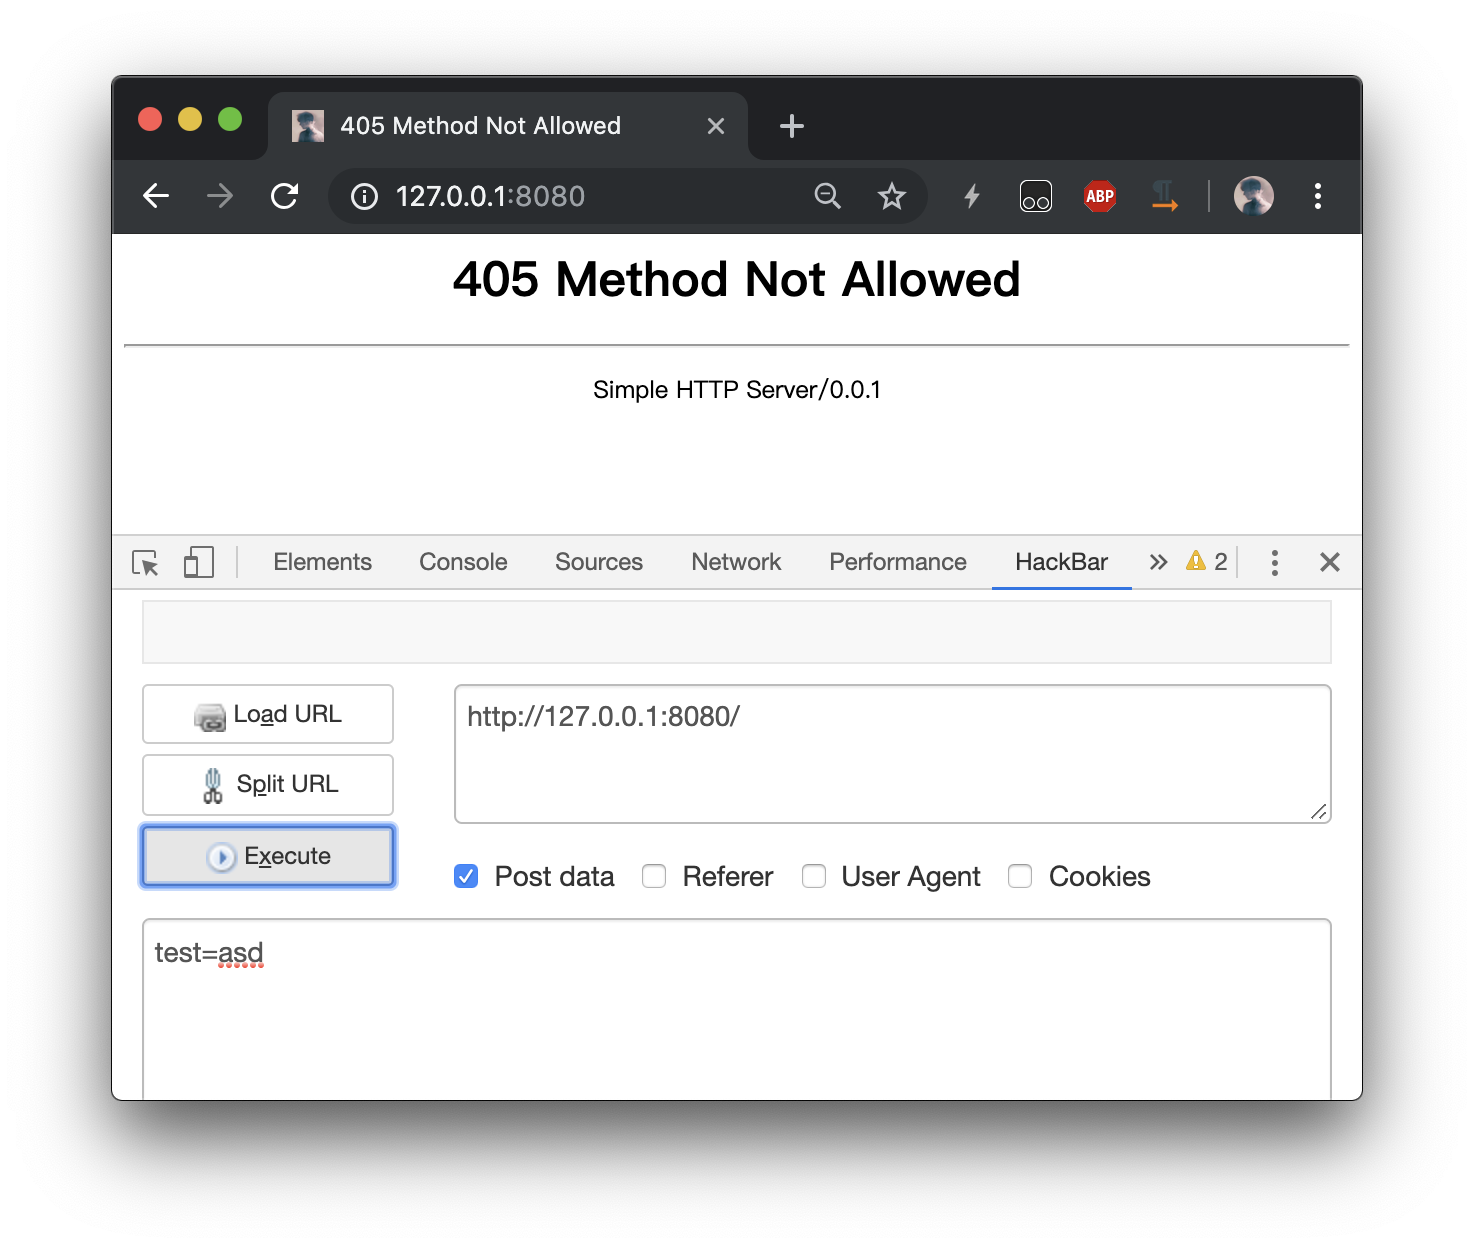 405 Method Not Allowed
127.0.0.1:8080
ABP
405 Method Not Allowed
Simple HTTP Server/0.0.1
Elements Console Sources Network Performance HackBar 2
Load URL
http://127.0.0.1:8080/
Split URL
Execute
Post data Referer User Agent Cookies
test=asd